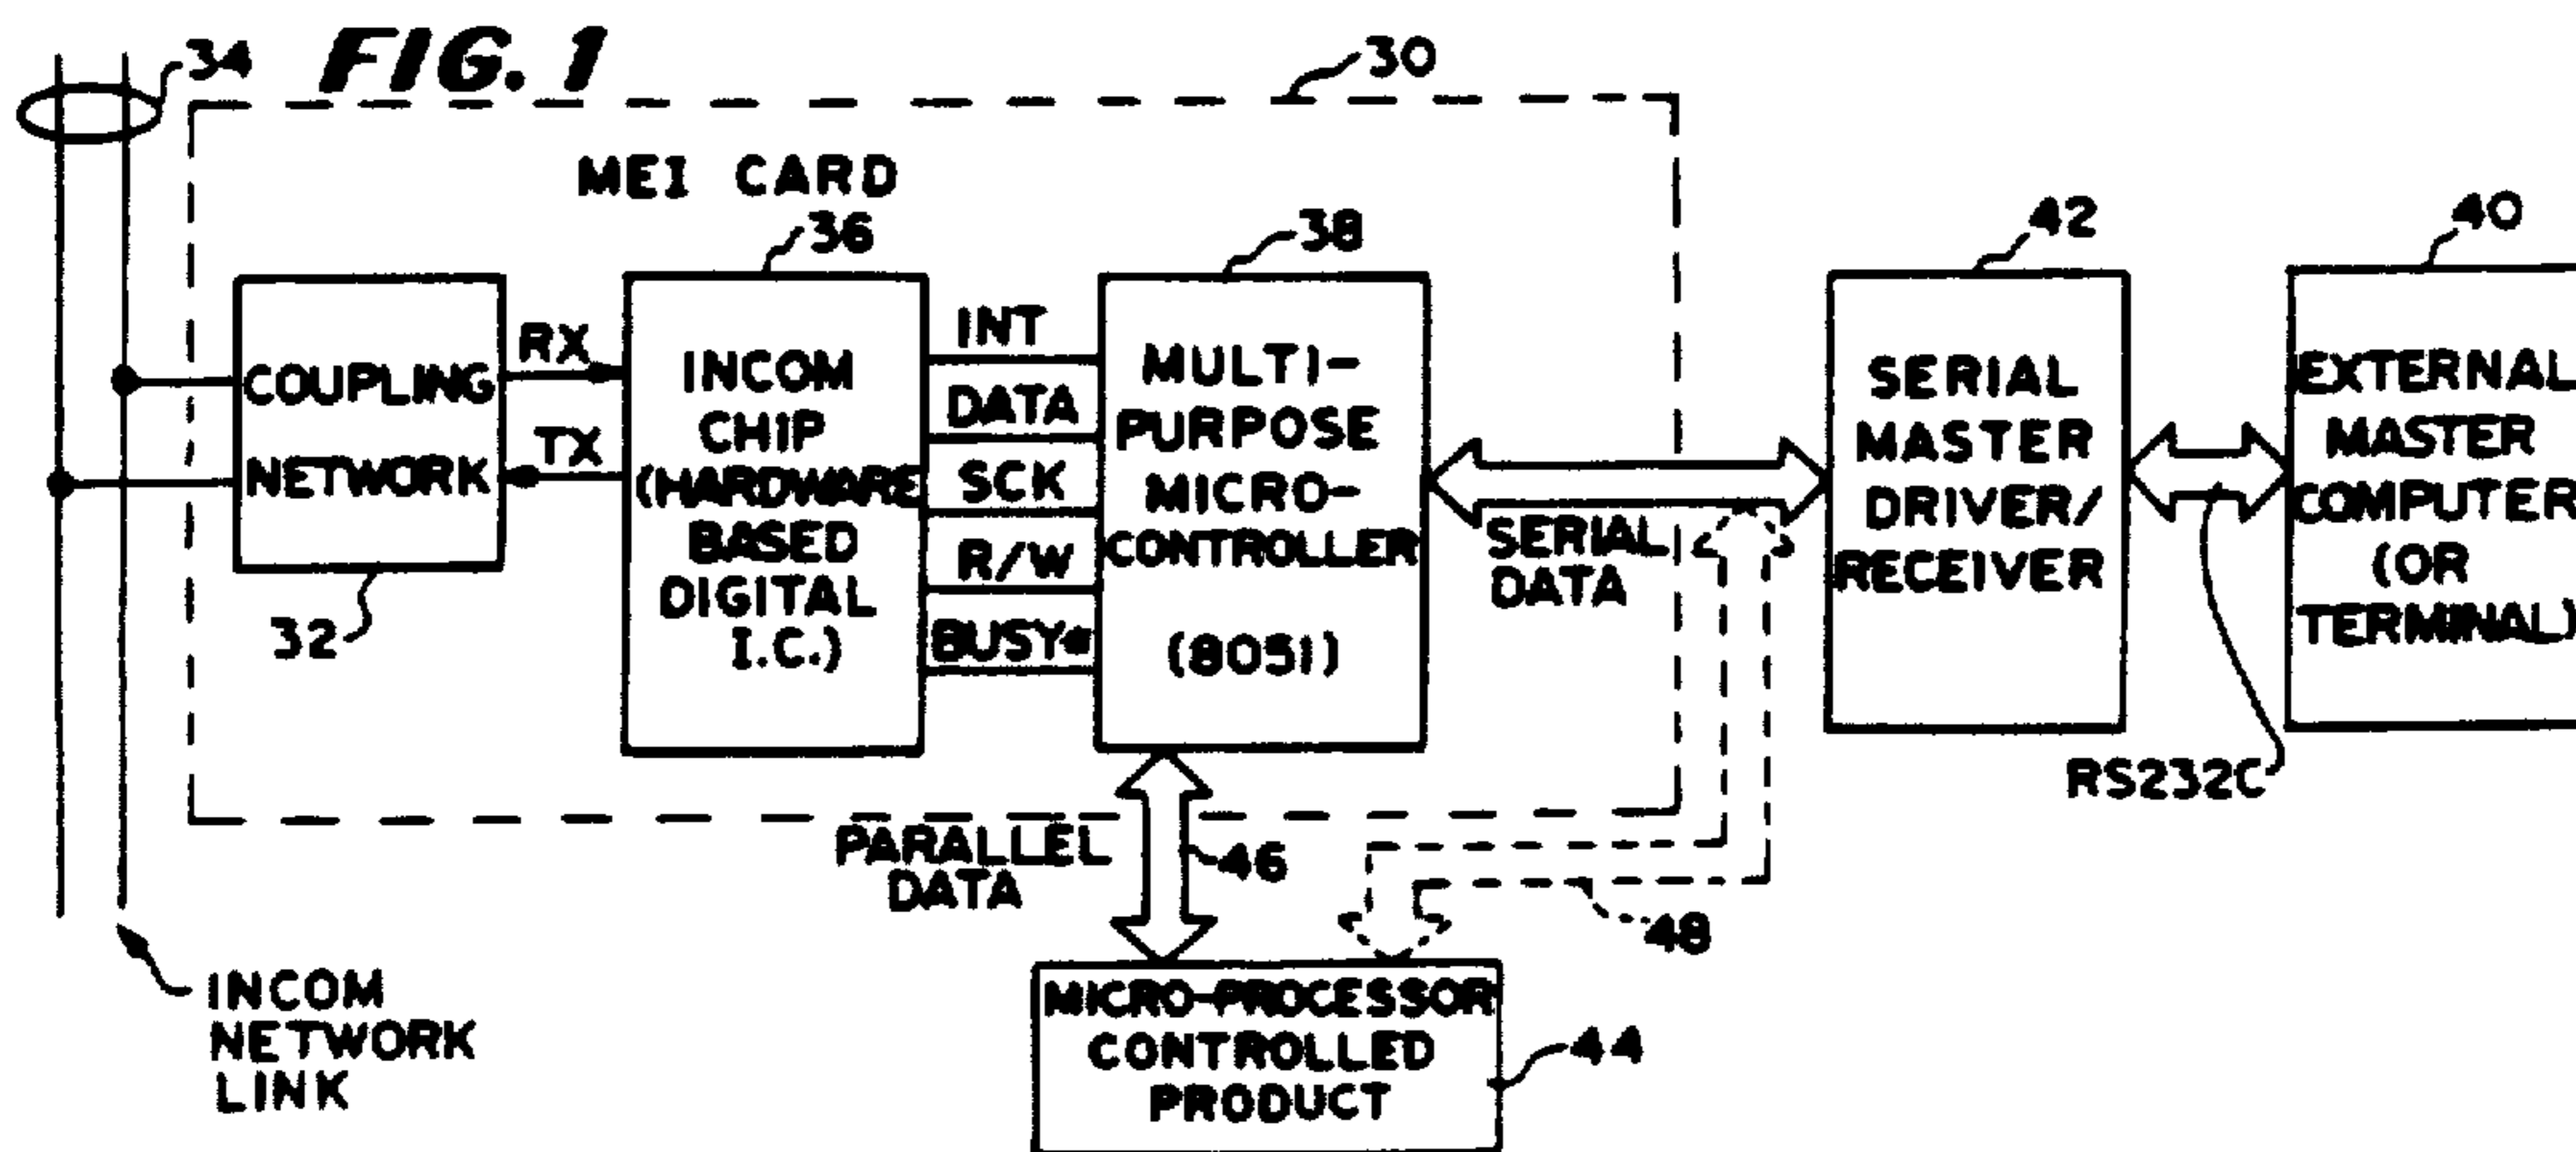 FIG. 1
34
30
MEI CARD
36
38
42
40
COUPLING
NETWORK
32
RX
TX
INCOM
CHIP
(HARDWARE
BASED
DIGITAL
I.C.)
INT
DATA
SCK
R/W
BUSY*
MULTI-
PURPOSE
MICRO-
CONTROLLER
(8051)
SERIAL
DATA
SERIAL
MASTER
DRIVER/
RECEIVER
EXTERNAL
MASTER
COMPUTER
(OR
TERMINAL)
RS232C
PARALLEL
DATA
46
48
INCOM
NETWORK
LINK
MICRO-PROCESSOR
CONTROLLED
PRODUCT
44